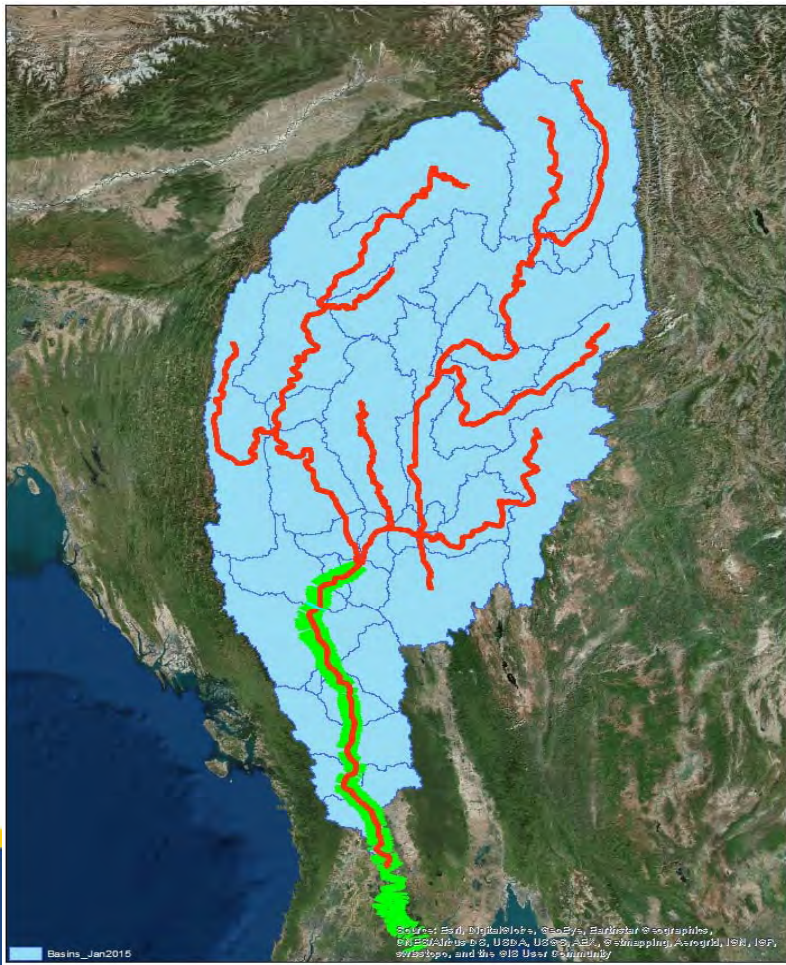 Source: Esri, DigitalGlobe, GeoEye, Earthstar Geographics,
CNES/Airbus DS, USDA, USGS, AEX, Getmapping, Aerogrid, IGN, IGP,
swisstopo, and the GIS User Community
Basins_Jan2015